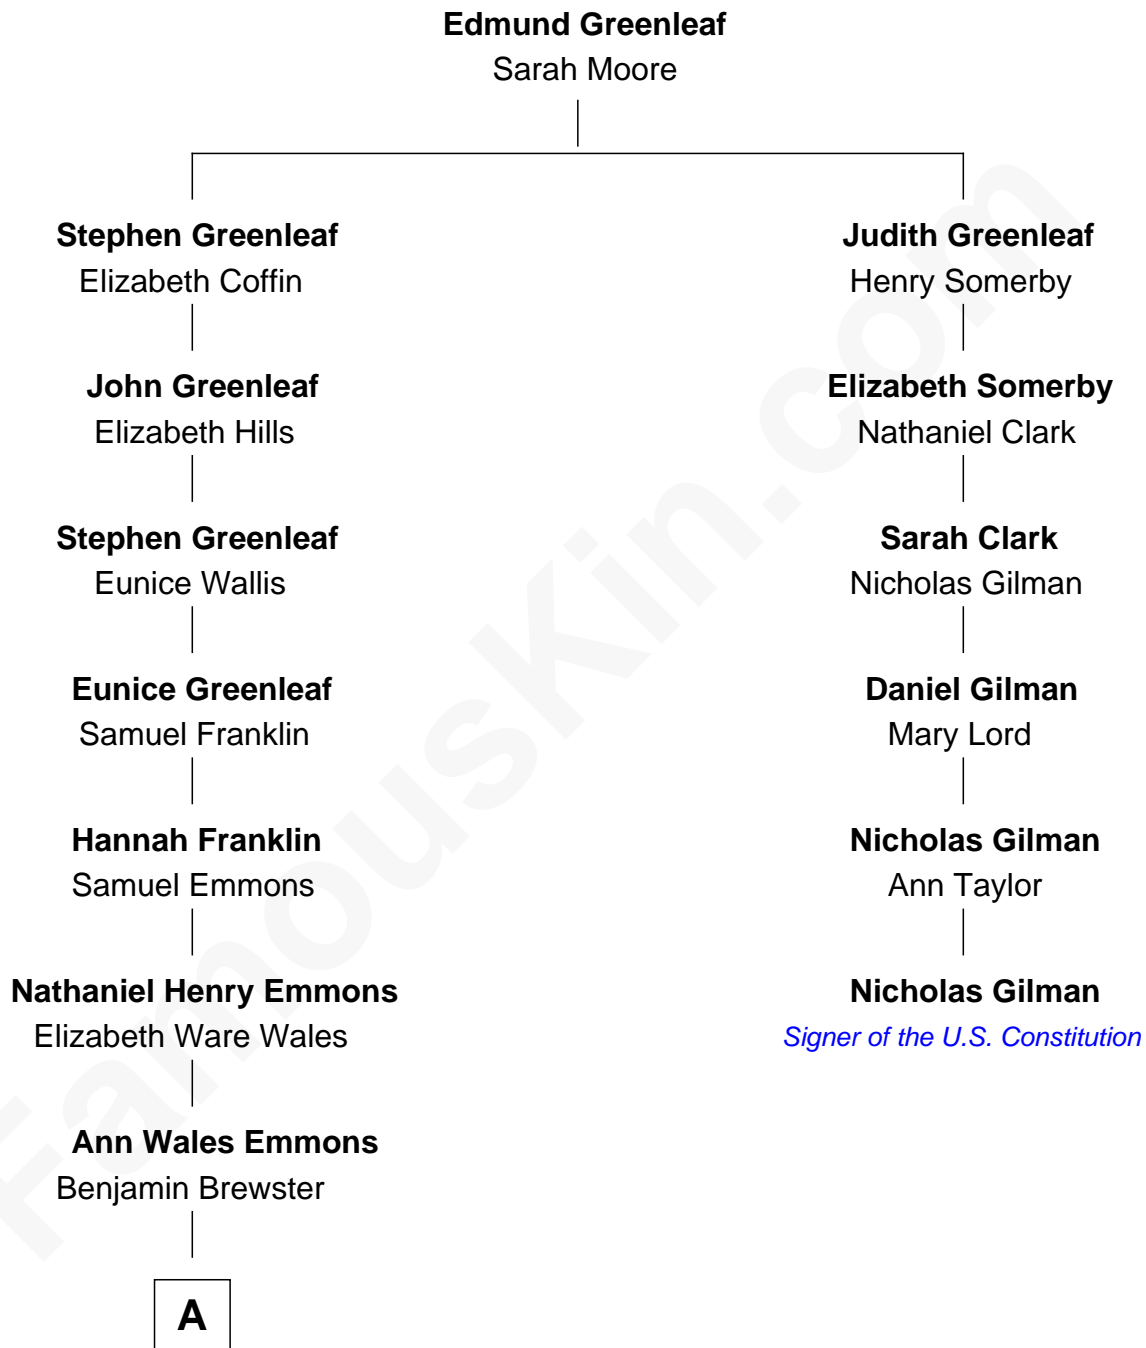 Edmund Greenleaf
Sarah Moore
Stephen Greenleaf
Elizabeth Coffin
John Greenleaf
Elizabeth Hills
Stephen Greenleaf
Eunice Wallis
Eunice Greenleaf
Samuel Franklin
Hannah Franklin
Samuel Emmons
Nathaniel Henry Emmons
Elizabeth Ware Wales
Ann Wales Emmons
Benjamin Brewster
A
Judith Greenleaf
Henry Somerby
Elizabeth Somerby
Nathaniel Clark
Sarah Clark
Nicholas Gilman
Daniel Gilman
Mary Lord
Nicholas Gilman
Ann Taylor
Nicholas Gilman
Signer of the U.S. Constitution
FamousKin.com